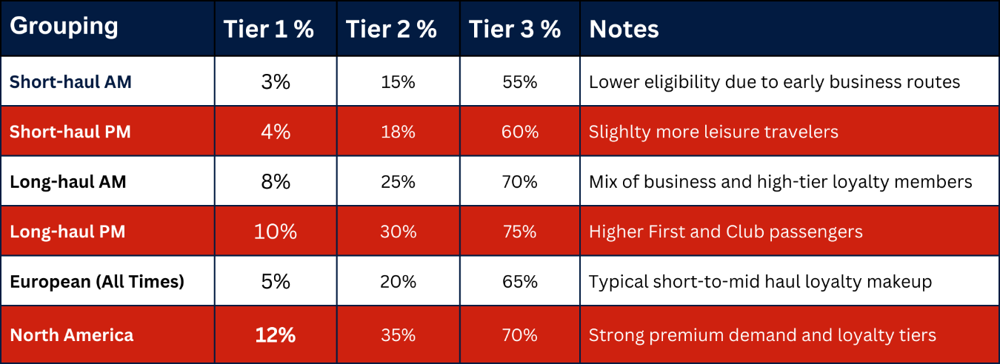 Grouping Tier 1 % Tier 2 % Tier 3 % Notes
Short-haul AM 3% 15% 55% Lower eligibility due to early business routes
Short-haul PM 4% 18% 60% Slighlty more leisure travelers
Long-haul AM 8% 25% 70% Mix of business and high-tier loyalty members
Long-haul PM 10% 30% 75% Higher First and Club passengers
European (All Times) 5% 20% 65% Typical short-to-mid haul loyalty makeup
North America 12% 35% 70% Strong premium demand and loyalty tiers